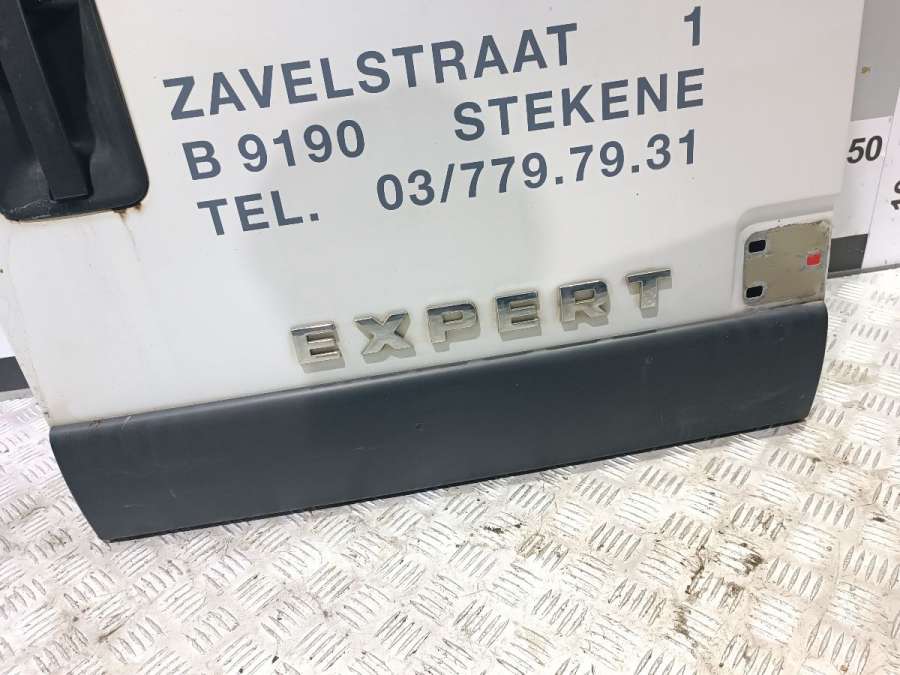 ZAVELSTRAAT 1
B 9190 STEKENE
TEL. 03/779.79.31
EXPERT
50